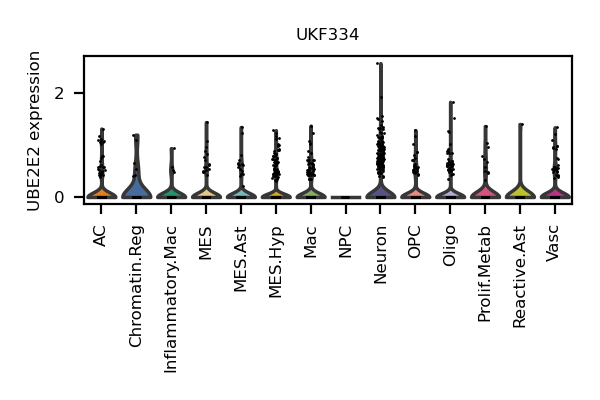 UKF334
UBE2E2 expression
2
0
AC
Chromatin.Reg
Inflammatory.Mac
MES
MES.Ast
MES.Hyp
Mac
NPC
Neuron
OPC
Oligo
Prolif.Metab
Reactive.Ast
Vasc